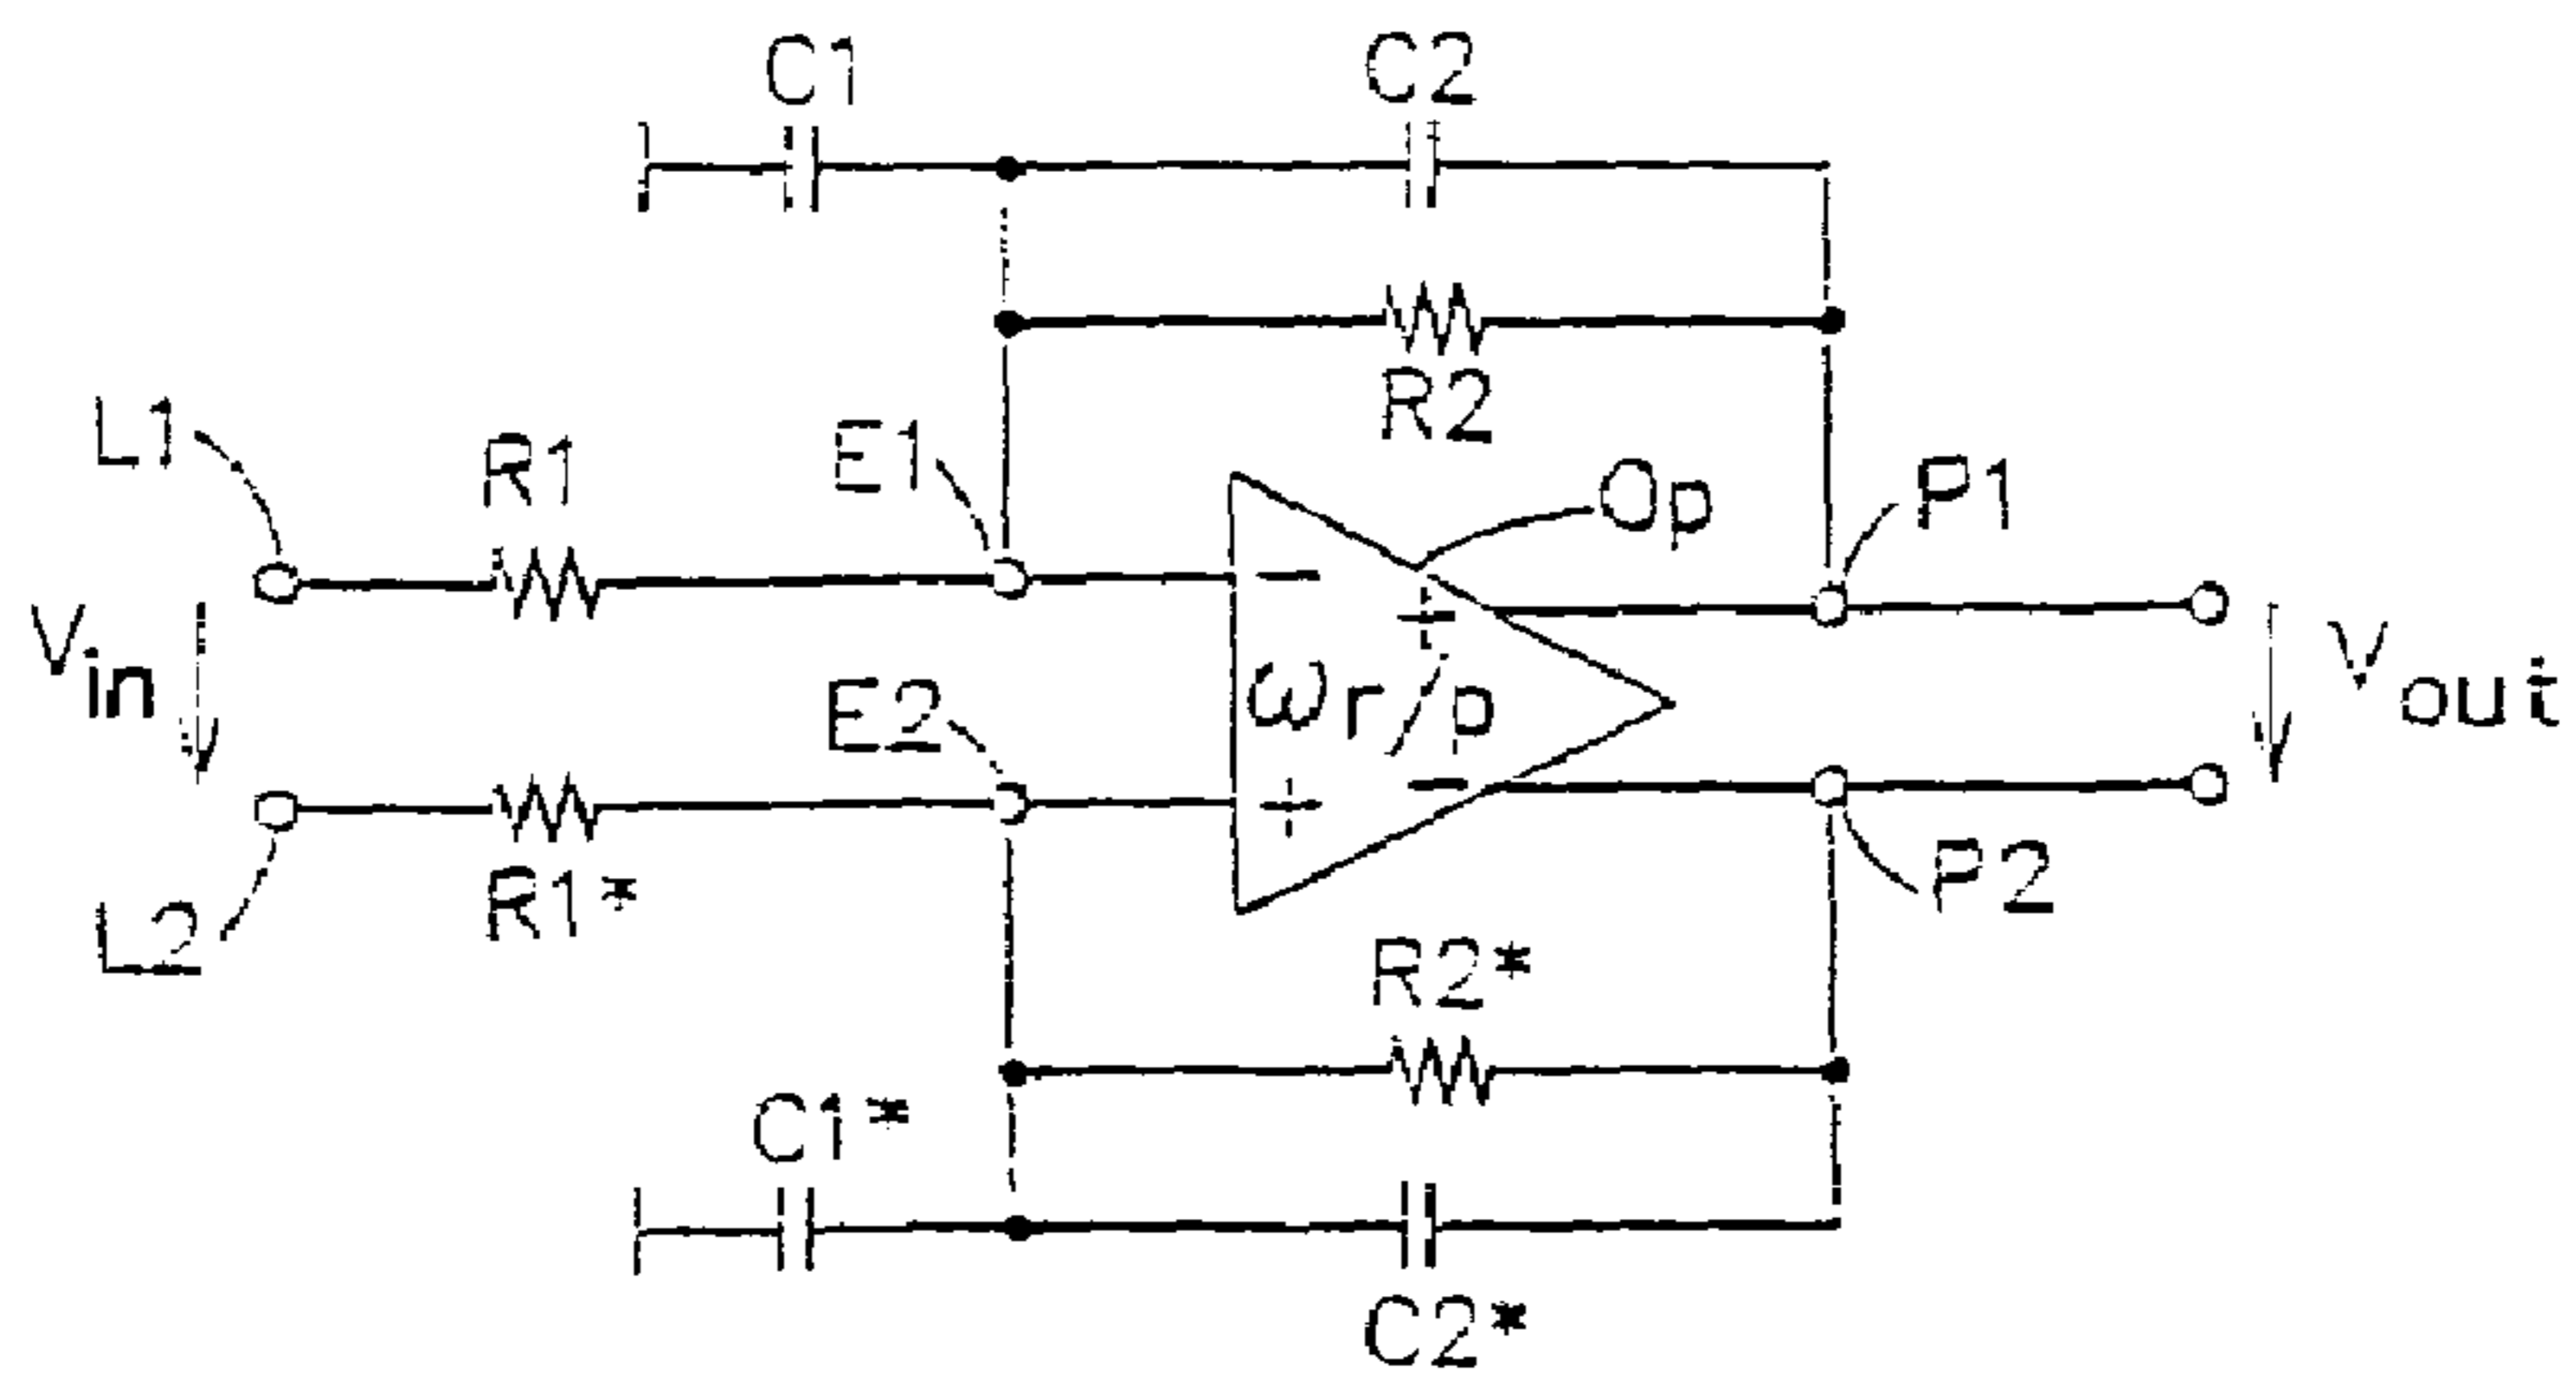 C1
C2
R2
L1
R1
E1
Op
P1
−
+
Vin
ωr/p
Vout
E2
+
−
L2
R1*
P2
R2*
C1*
C2*